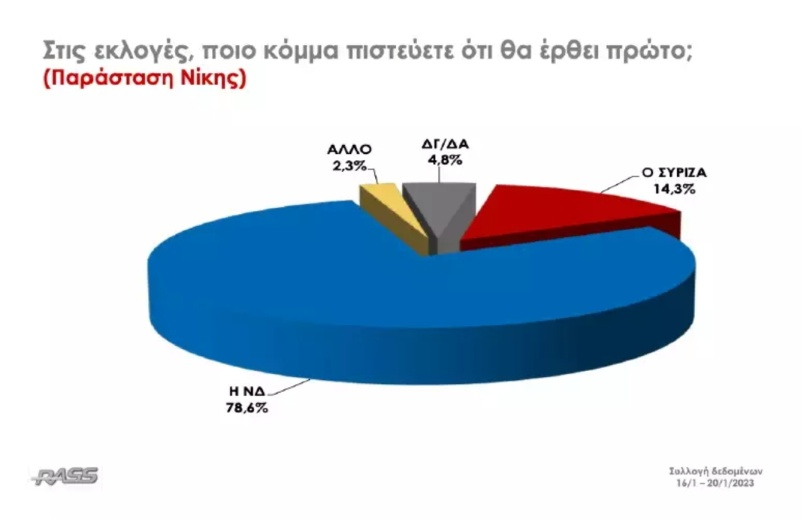 Στις εκλογές, ποιο κόμμα πιστεύετε ότι θα έρθει πρώτο;
(Παράσταση Νίκης)
ΑΛΛΟ
2,3%
ΔΓ/ΔΑ
4,8%
Ο ΣΥΡΙΖΑ
14,3%
Η ΝΔ
78,6%
RASS
Συλλογή δεδομένων
16/1 – 20/1/2023